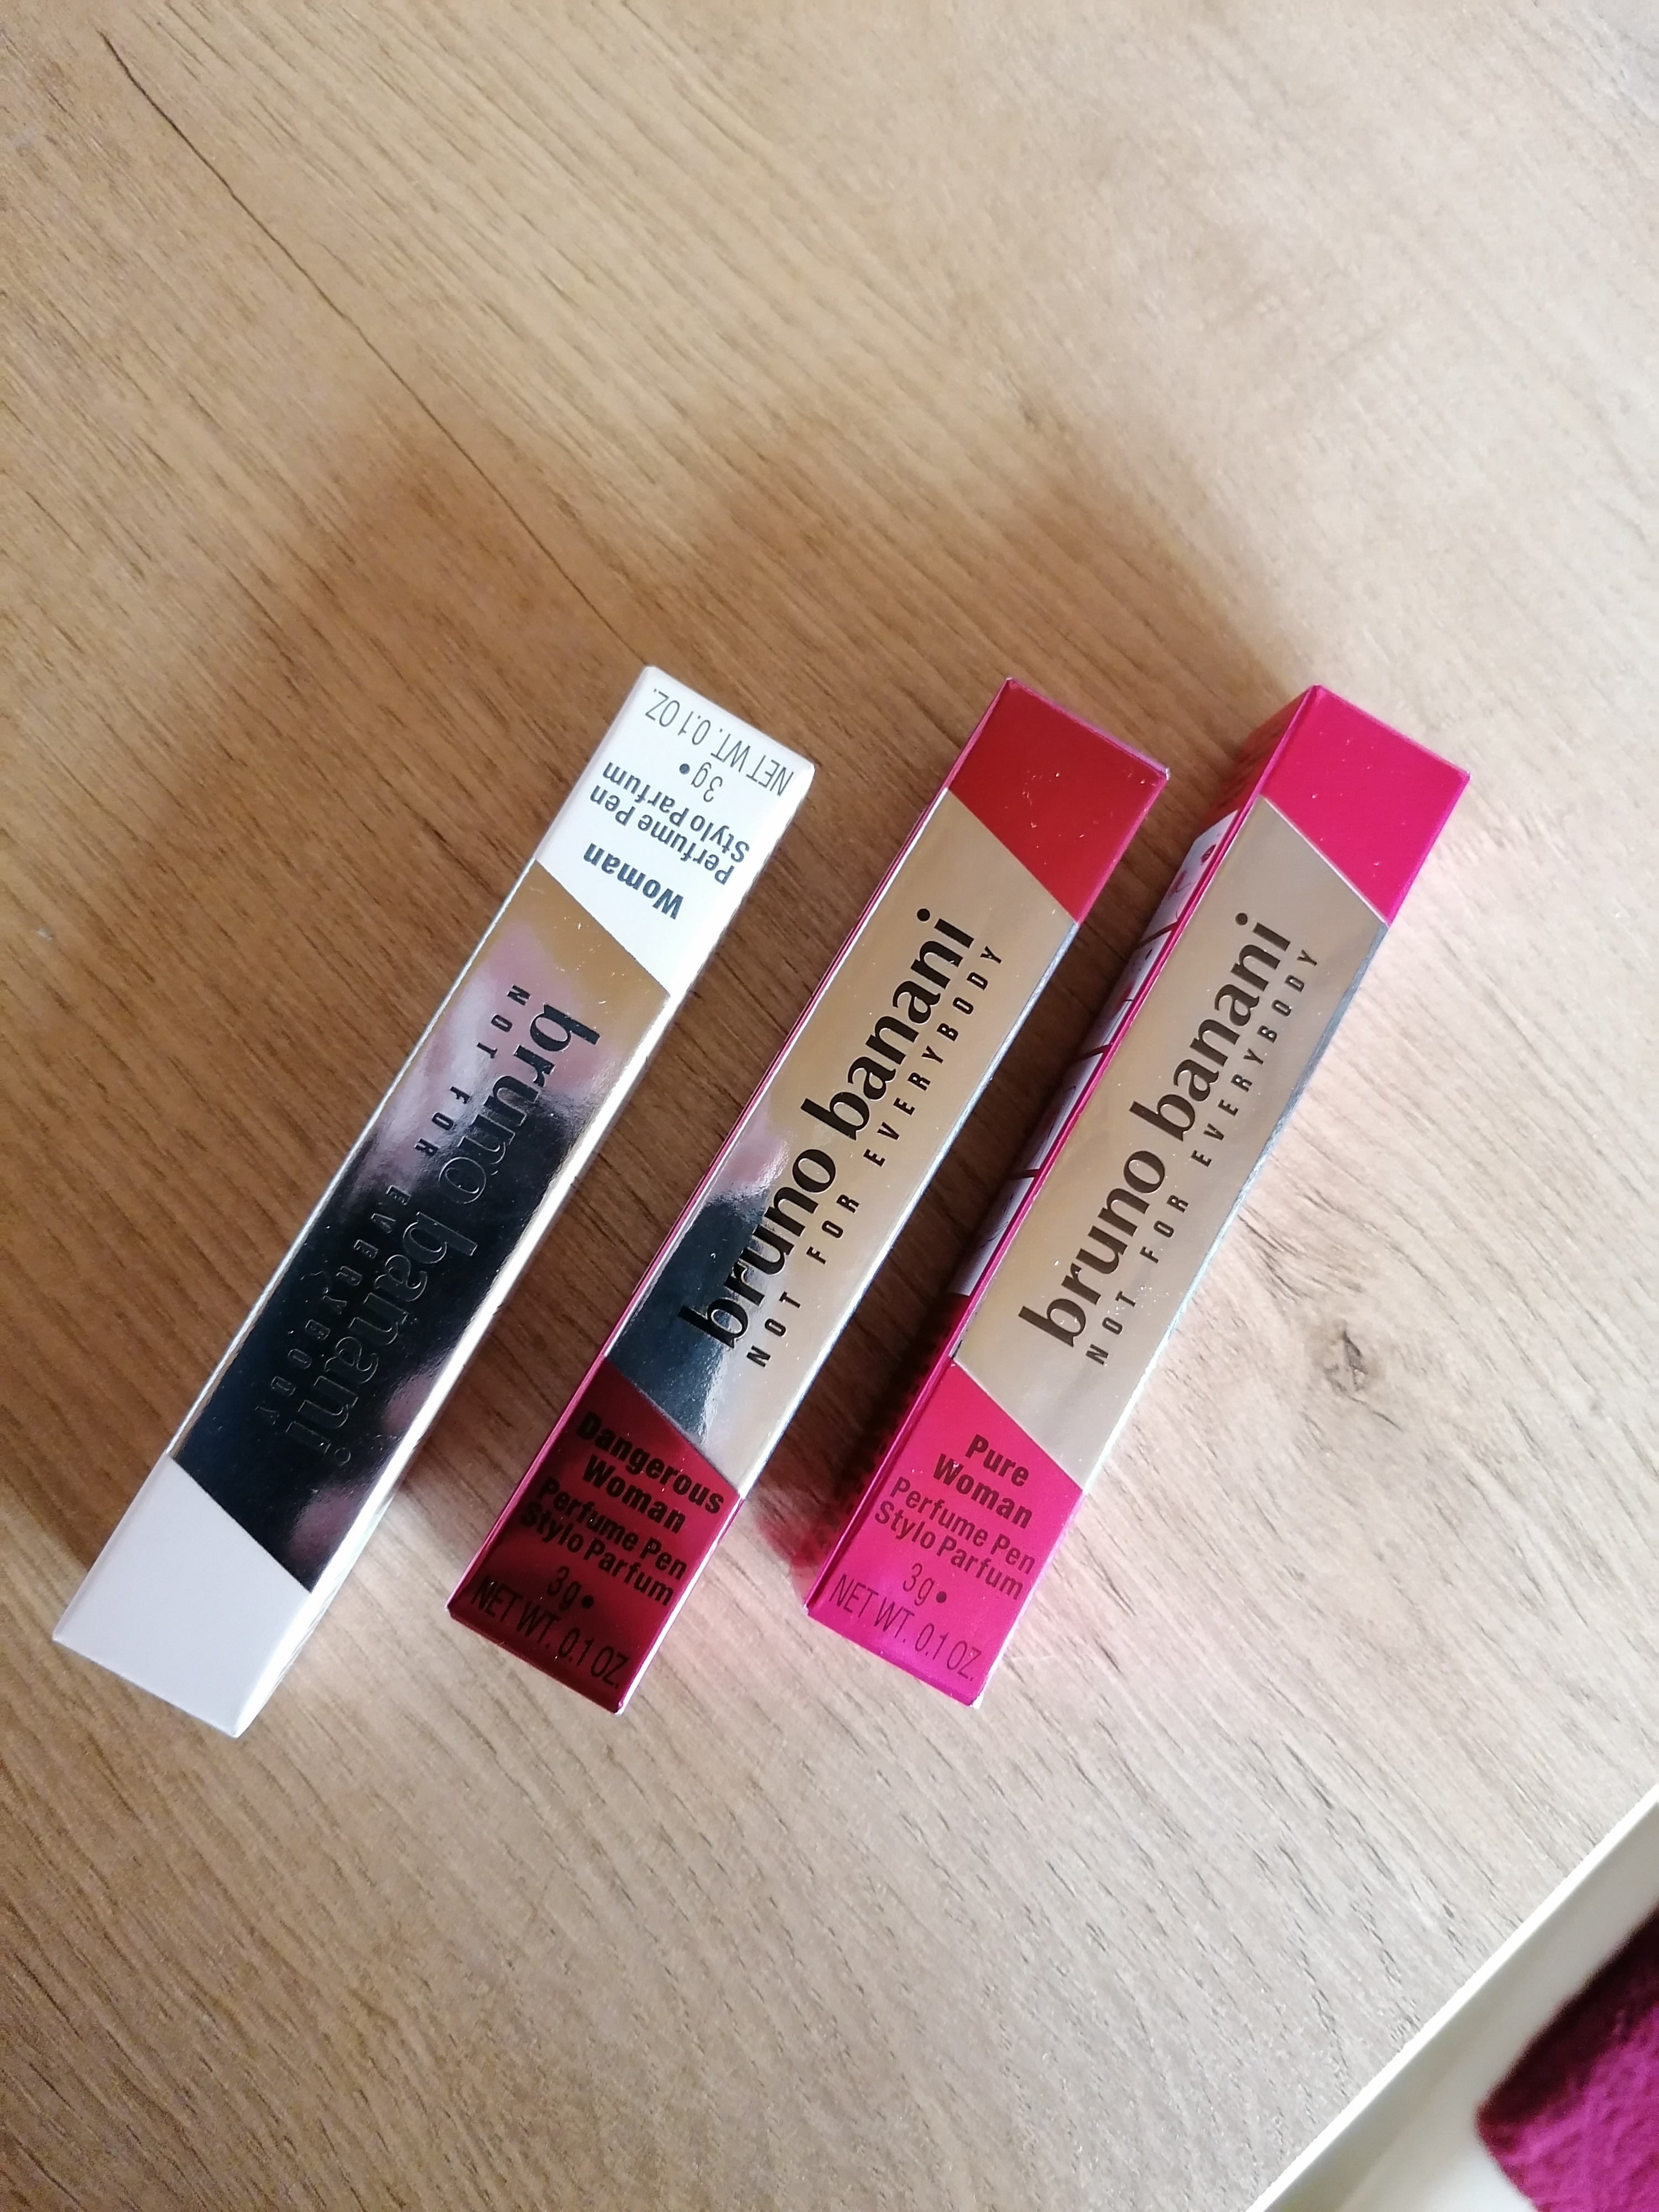 Woman
Perfume Pen
Stylo Parfum
3g•
NET WT. 0.1 OZ.
bruno banani
NOT FOR EVERYBODY
bruno banani
NOT FOR EVERYBODY
Dangerous
Woman
Perfume Pen
Stylo Parfum
3g•
NET WT. 0.1 OZ.
bruno banani
NOT FOR EVERYBODY
Pure
Woman
Perfume Pen
Stylo Parfum
3g•
NET WT. 0.1 OZ.